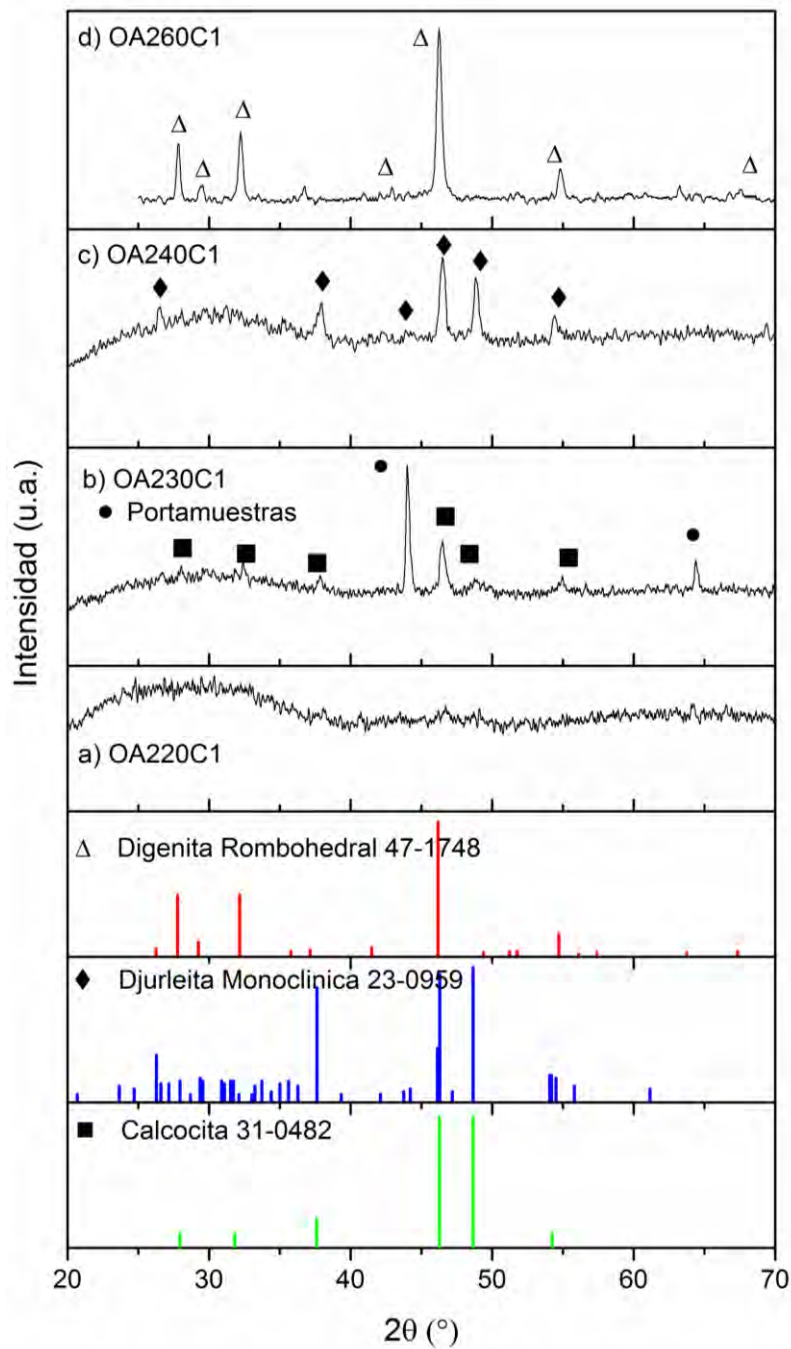 d) OA260C1
Δ
Δ
Δ
Δ
Δ
Δ
Δ
c) OA240C1
b) OA230C1
● Portamuestras
a) OA220C1
Δ Digenita Rombohedral 47-1748
♦ Djurleita Monoclinica 23-0959
■ Calcocita 31-0482
Intensidad (u.a.)
20 30 40 50 60 70
2θ (°)